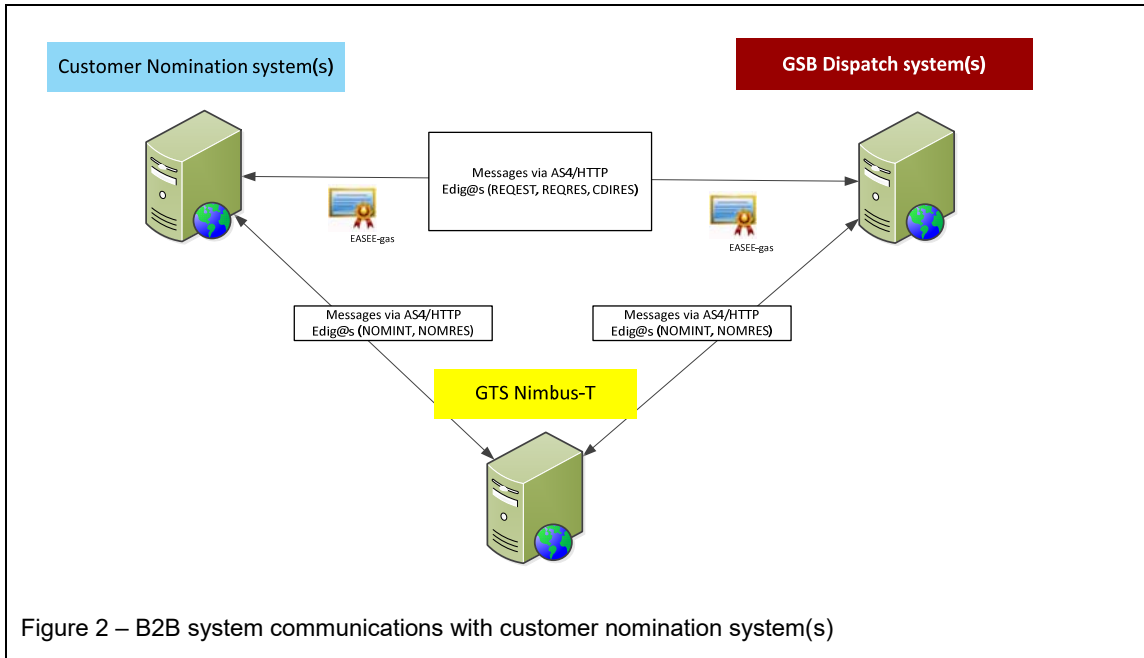 Customer Nomination system(s)
GSB Dispatch system(s)
Messages via AS4/HTTP
Edig@s (REQEST, REQRES, CDIRES)
EASEE-gas
EASEE-gas
Messages via AS4/HTTP
Edig@s (NOMINT, NOMRES)
Messages via AS4/HTTP
Edig@s (NOMINT, NOMRES)
GTS Nimbus-T
Figure 2 – B2B system communications with customer nomination system(s)